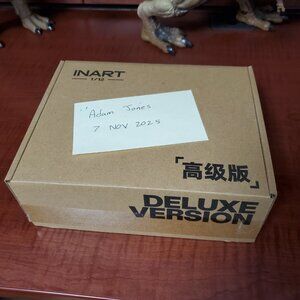 INART
1/12
Adam Jones
7 NOV 2025
「高级版」
DELUXE
VERSION